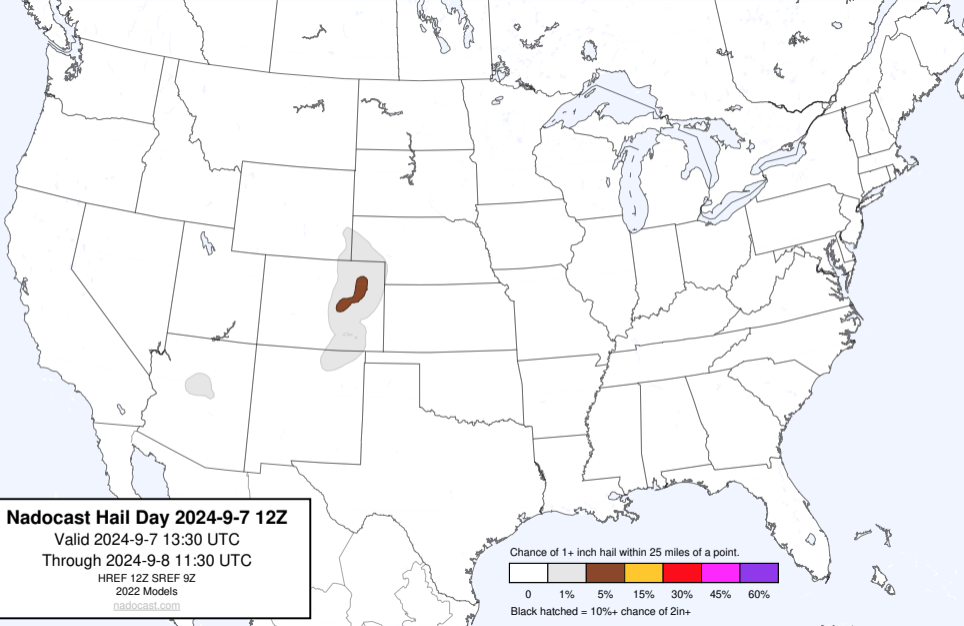 Nadocast Hail Day 2024-9-7 12Z
Valid 2024-9-7 13:30 UTC
Through 2024-9-8 11:30 UTC
HREF 12Z SREF 9Z
2022 Models
nadocast.com
Chance of 1+ inch hail within 25 miles of a point.
0 1% 5% 15% 30% 45% 60%
Black hatched = 10%+ chance of 2in+